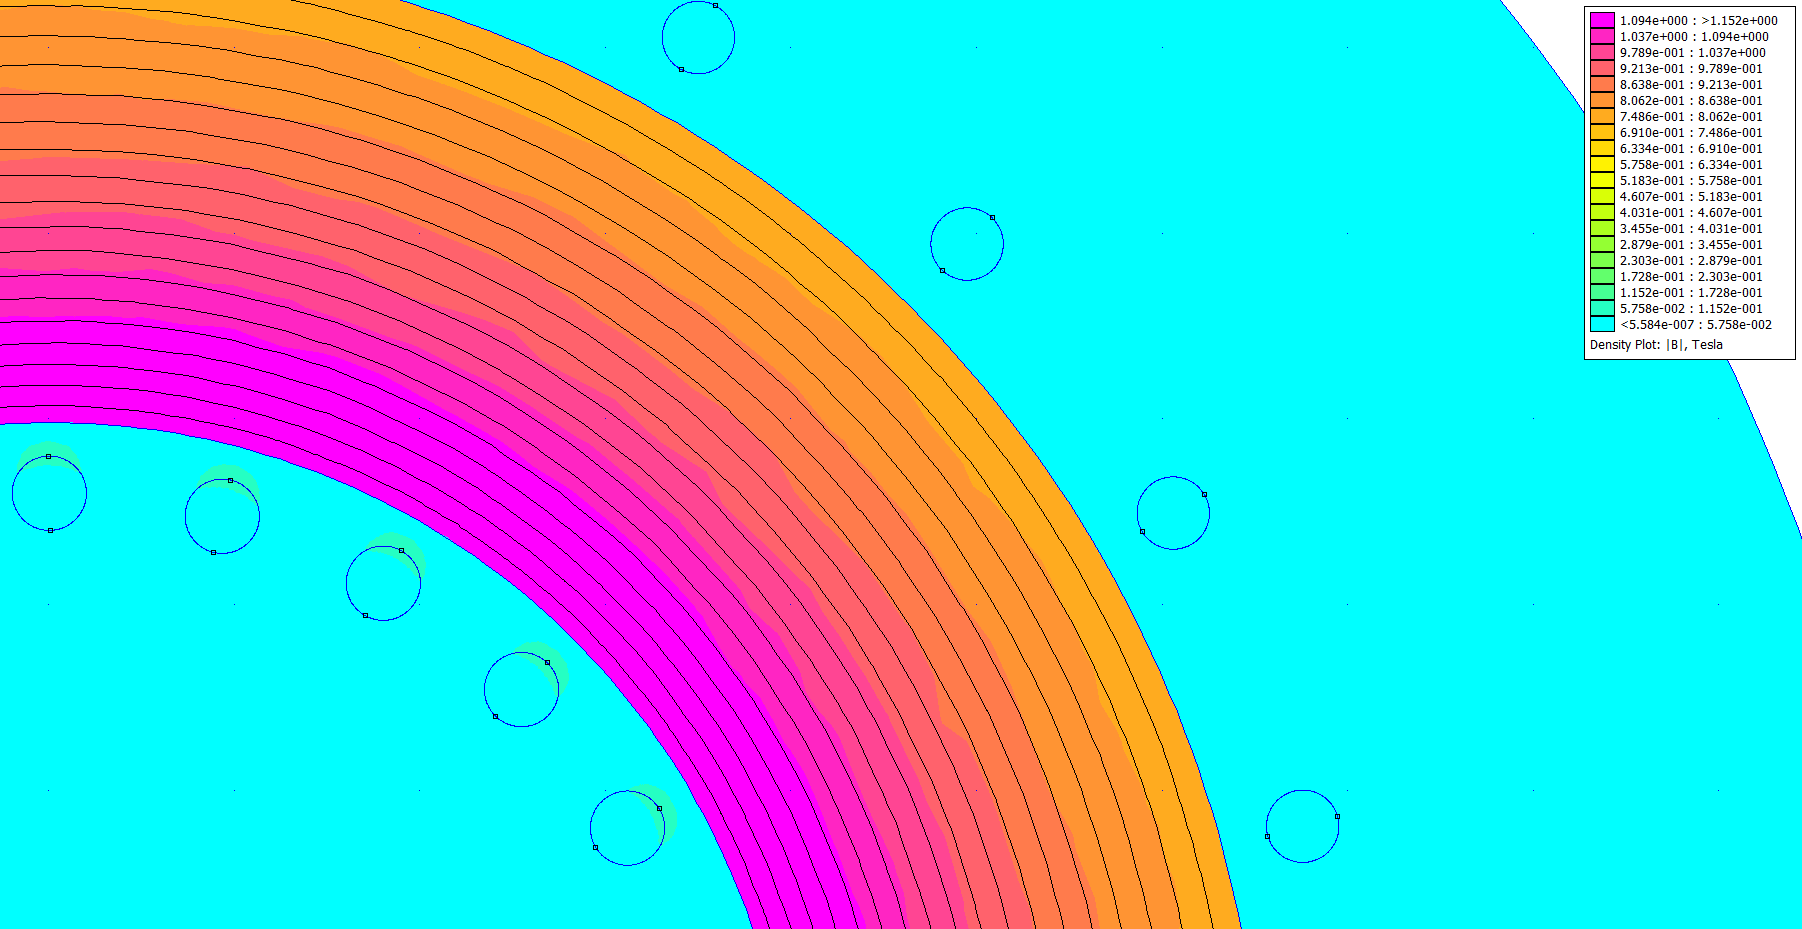 1.094e+000 : >1.152e+000
1.037e+000 : 1.094e+000
9.789e-001 : 1.037e+000
9.213e-001 : 9.789e-001
8.638e-001 : 9.213e-001
8.062e-001 : 8.638e-001
7.486e-001 : 8.062e-001
6.910e-001 : 7.486e-001
6.334e-001 : 6.910e-001
5.758e-001 : 6.334e-001
5.183e-001 : 5.758e-001
4.607e-001 : 5.183e-001
4.031e-001 : 4.607e-001
3.455e-001 : 4.031e-001
2.879e-001 : 3.455e-001
2.303e-001 : 2.879e-001
1.728e-001 : 2.303e-001
1.152e-001 : 1.728e-001
5.758e-002 : 1.152e-001
<5.584e-007 : 5.758e-002
Density Plot: |B|, Tesla